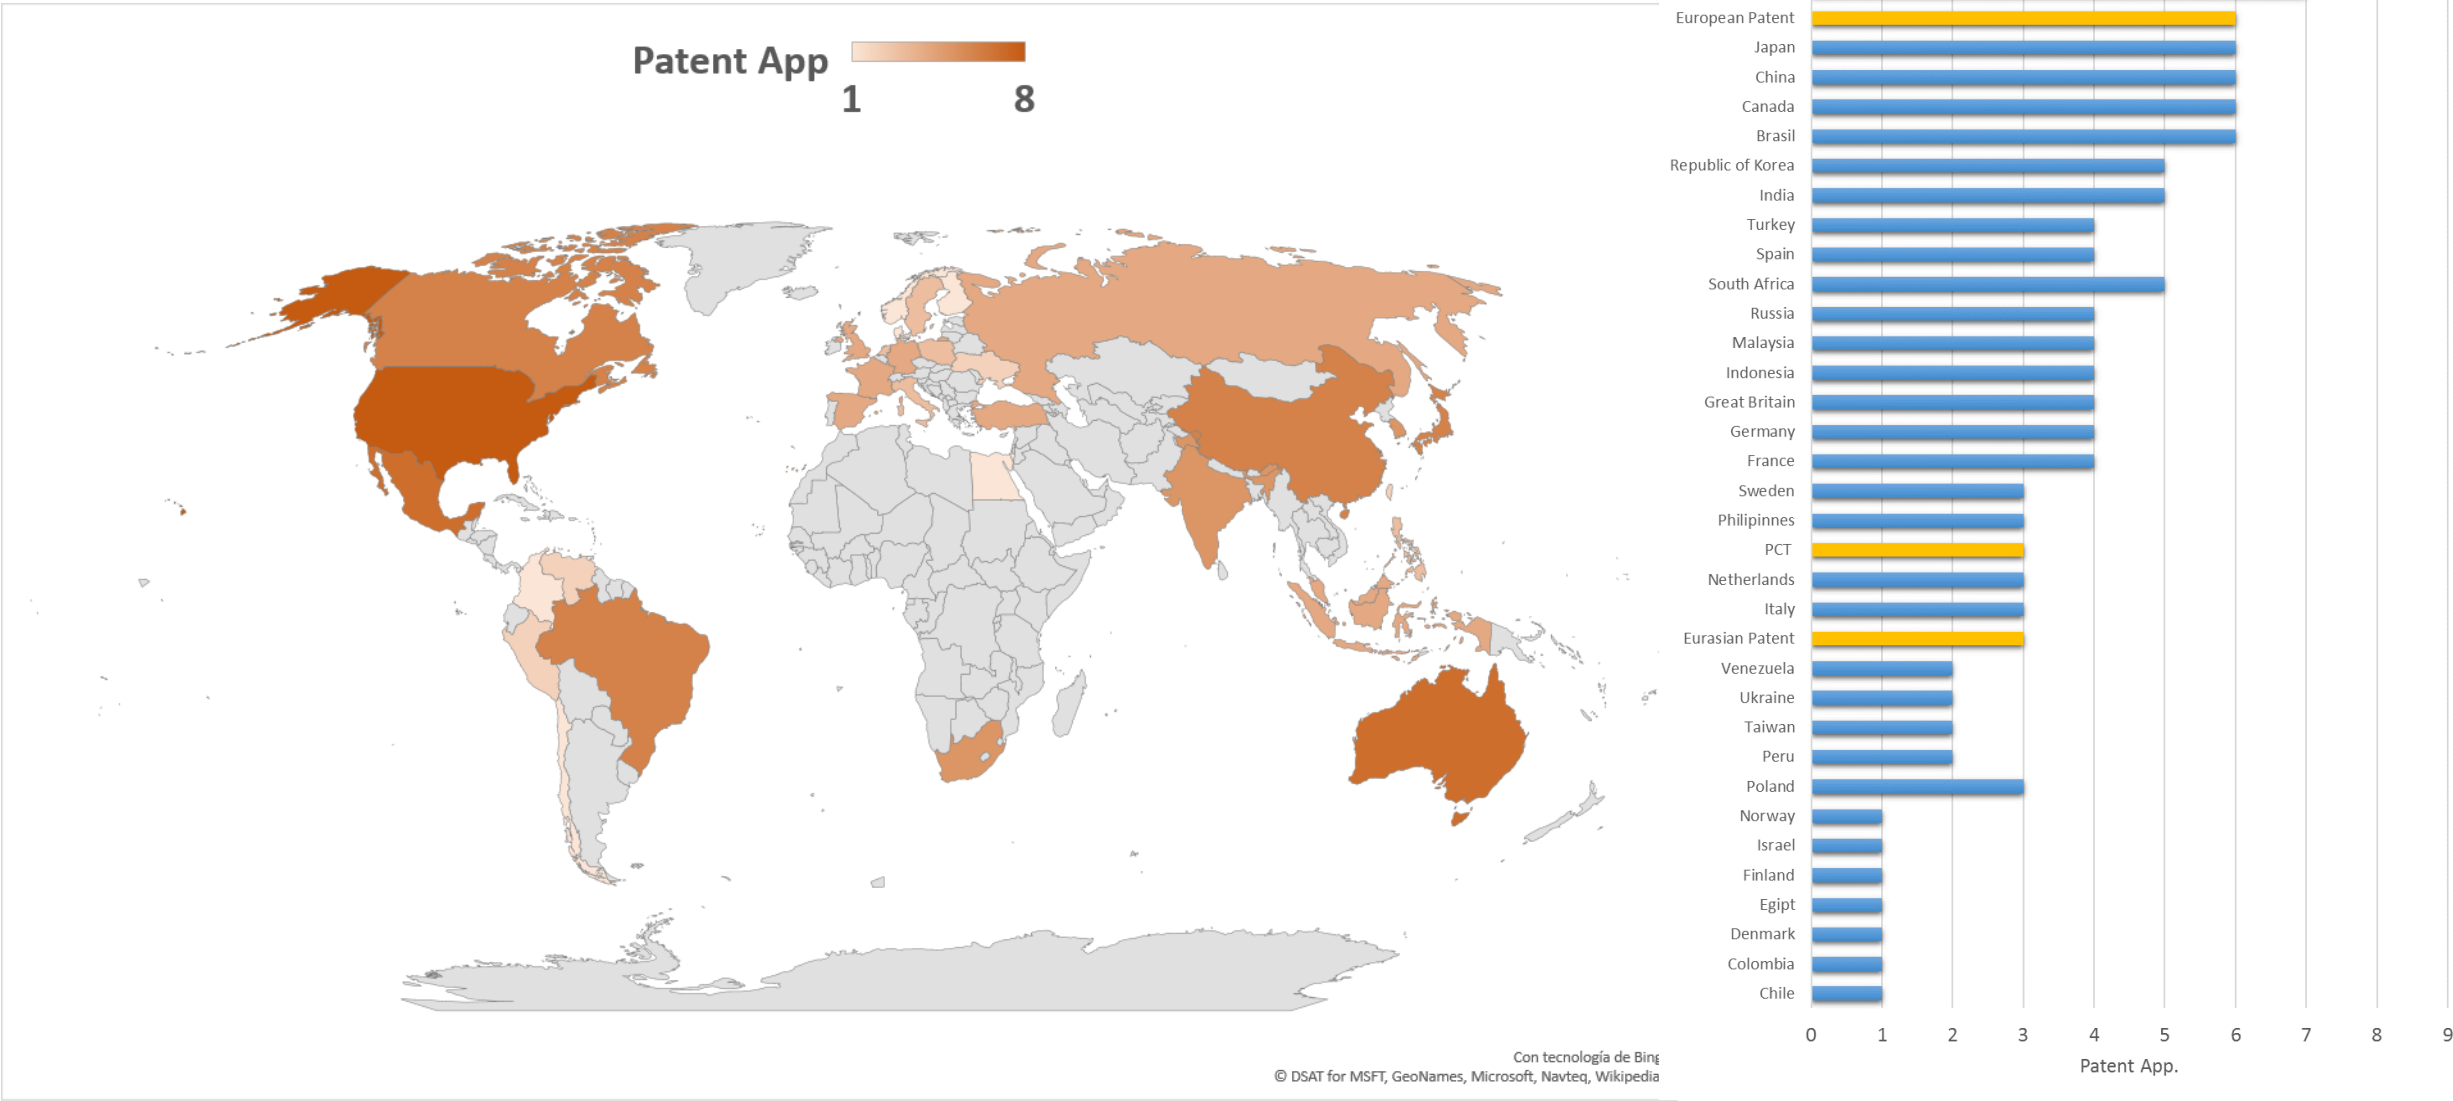 Patent App
1
8
Con tecnología de Bing
© DSAT for MSFT, GeoNames, Microsoft, Navteq, Wikipedia
European Patent
Japan
China
Canada
Brasil
Republic of Korea
India
Turkey
Spain
South Africa
Russia
Malaysia
Indonesia
Great Britain
Germany
France
Sweden
Philipinnes
PCT
Netherlands
Italy
Eurasian Patent
Venezuela
Ukraine
Taiwan
Peru
Poland
Norway
Israel
Finland
Egipt
Denmark
Colombia
Chile
0 1 2 3 4 5 6 7 8 9
Patent App.